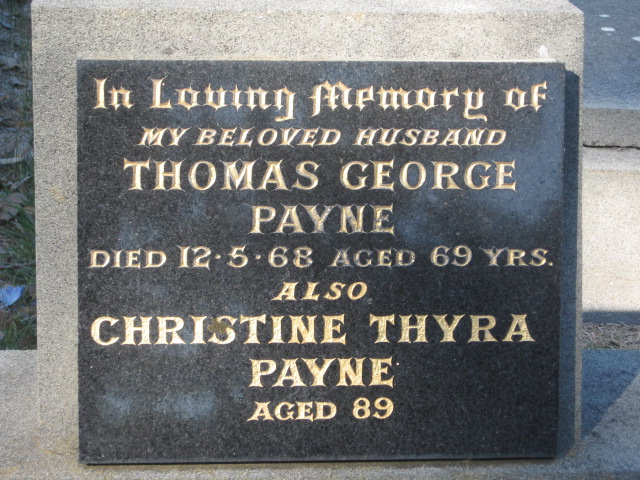 In Loving Memory of
MY BELOVED HUSBAND
THOMAS GEORGE
PAYNE
DIED 12·5·68 AGED 69 YRS.
ALSO
CHRISTINE THYRA
PAYNE
AGED 89